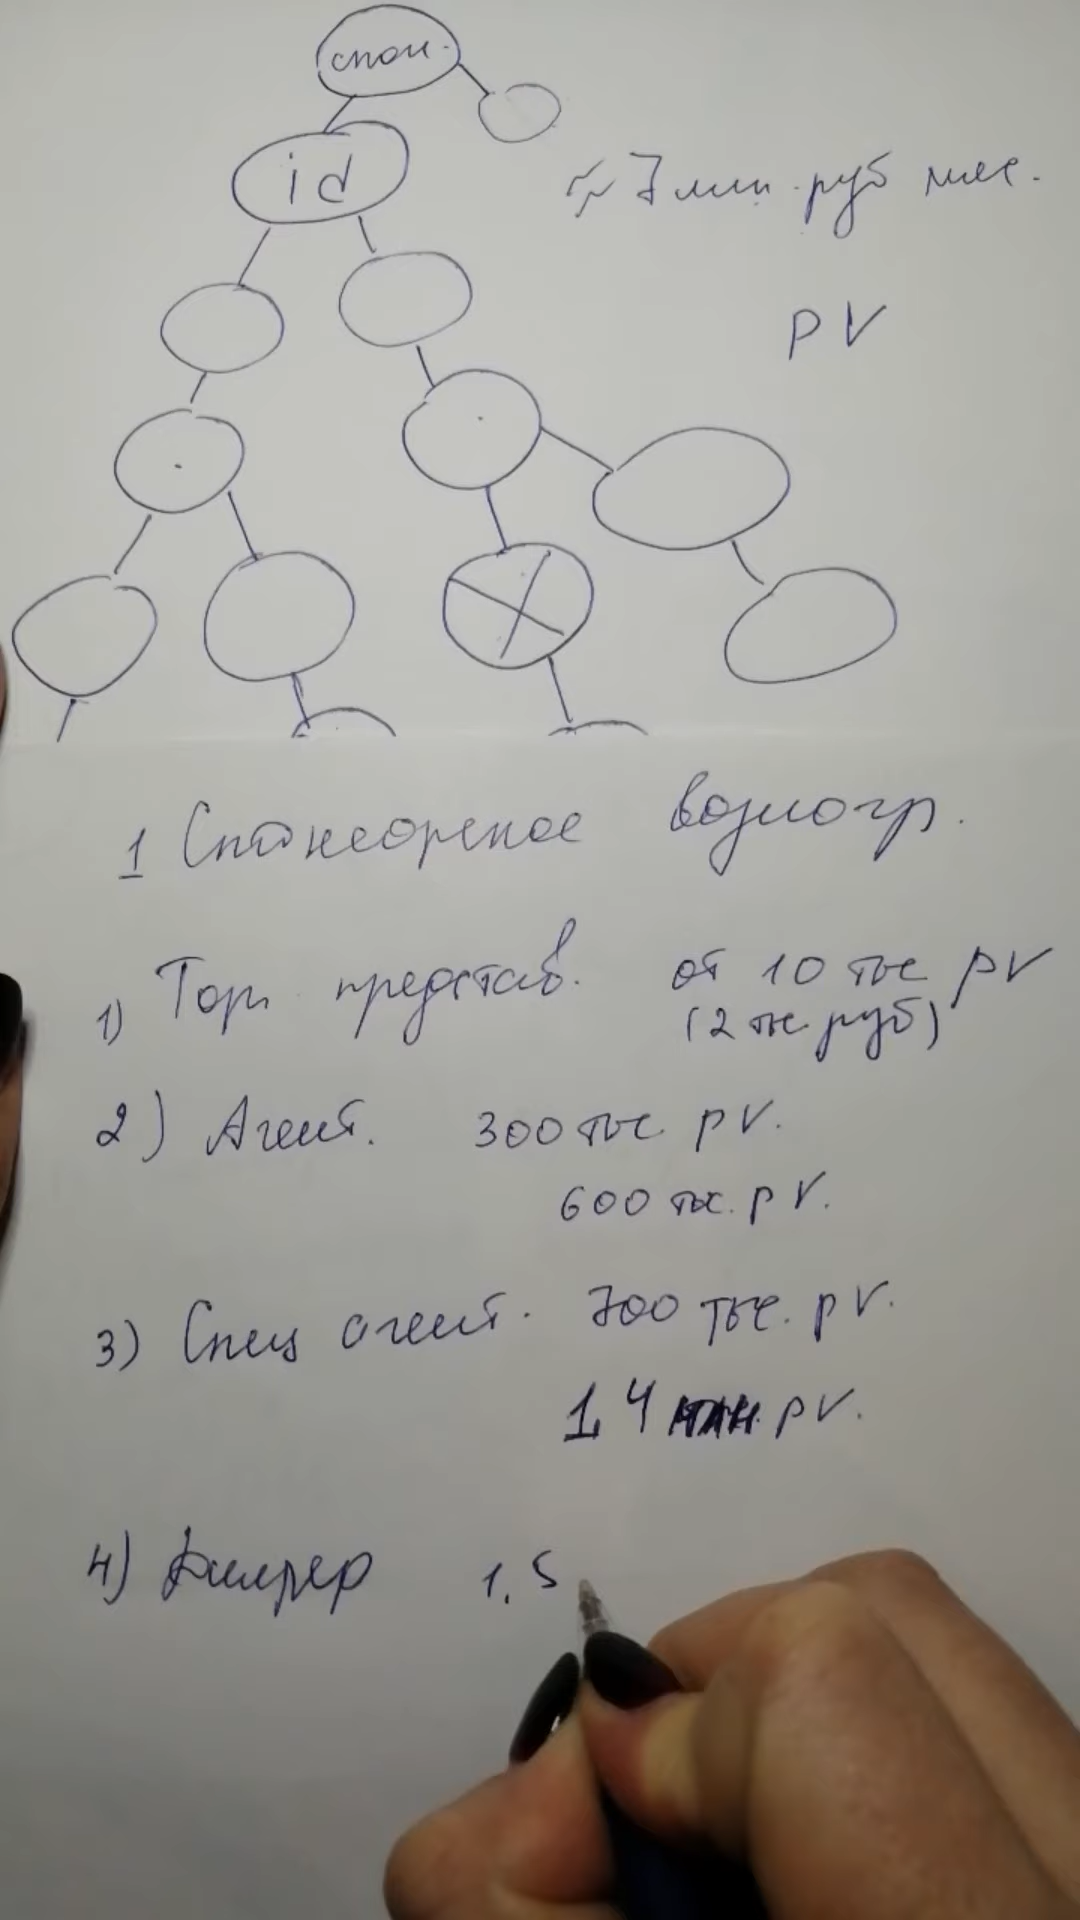 спон.
id
≈ 7 млн. руб мес.
PV
1 Спонсорское вознагр.
1) Торг. представ. от 10 тыс PV
(2 тыс руб)
2) Агент. 300 тыс PV.
600 тыс. PV.
3) Спец агент. 700 тыс. PV.
1,4 млн. PV.
4) Дилер 1.5